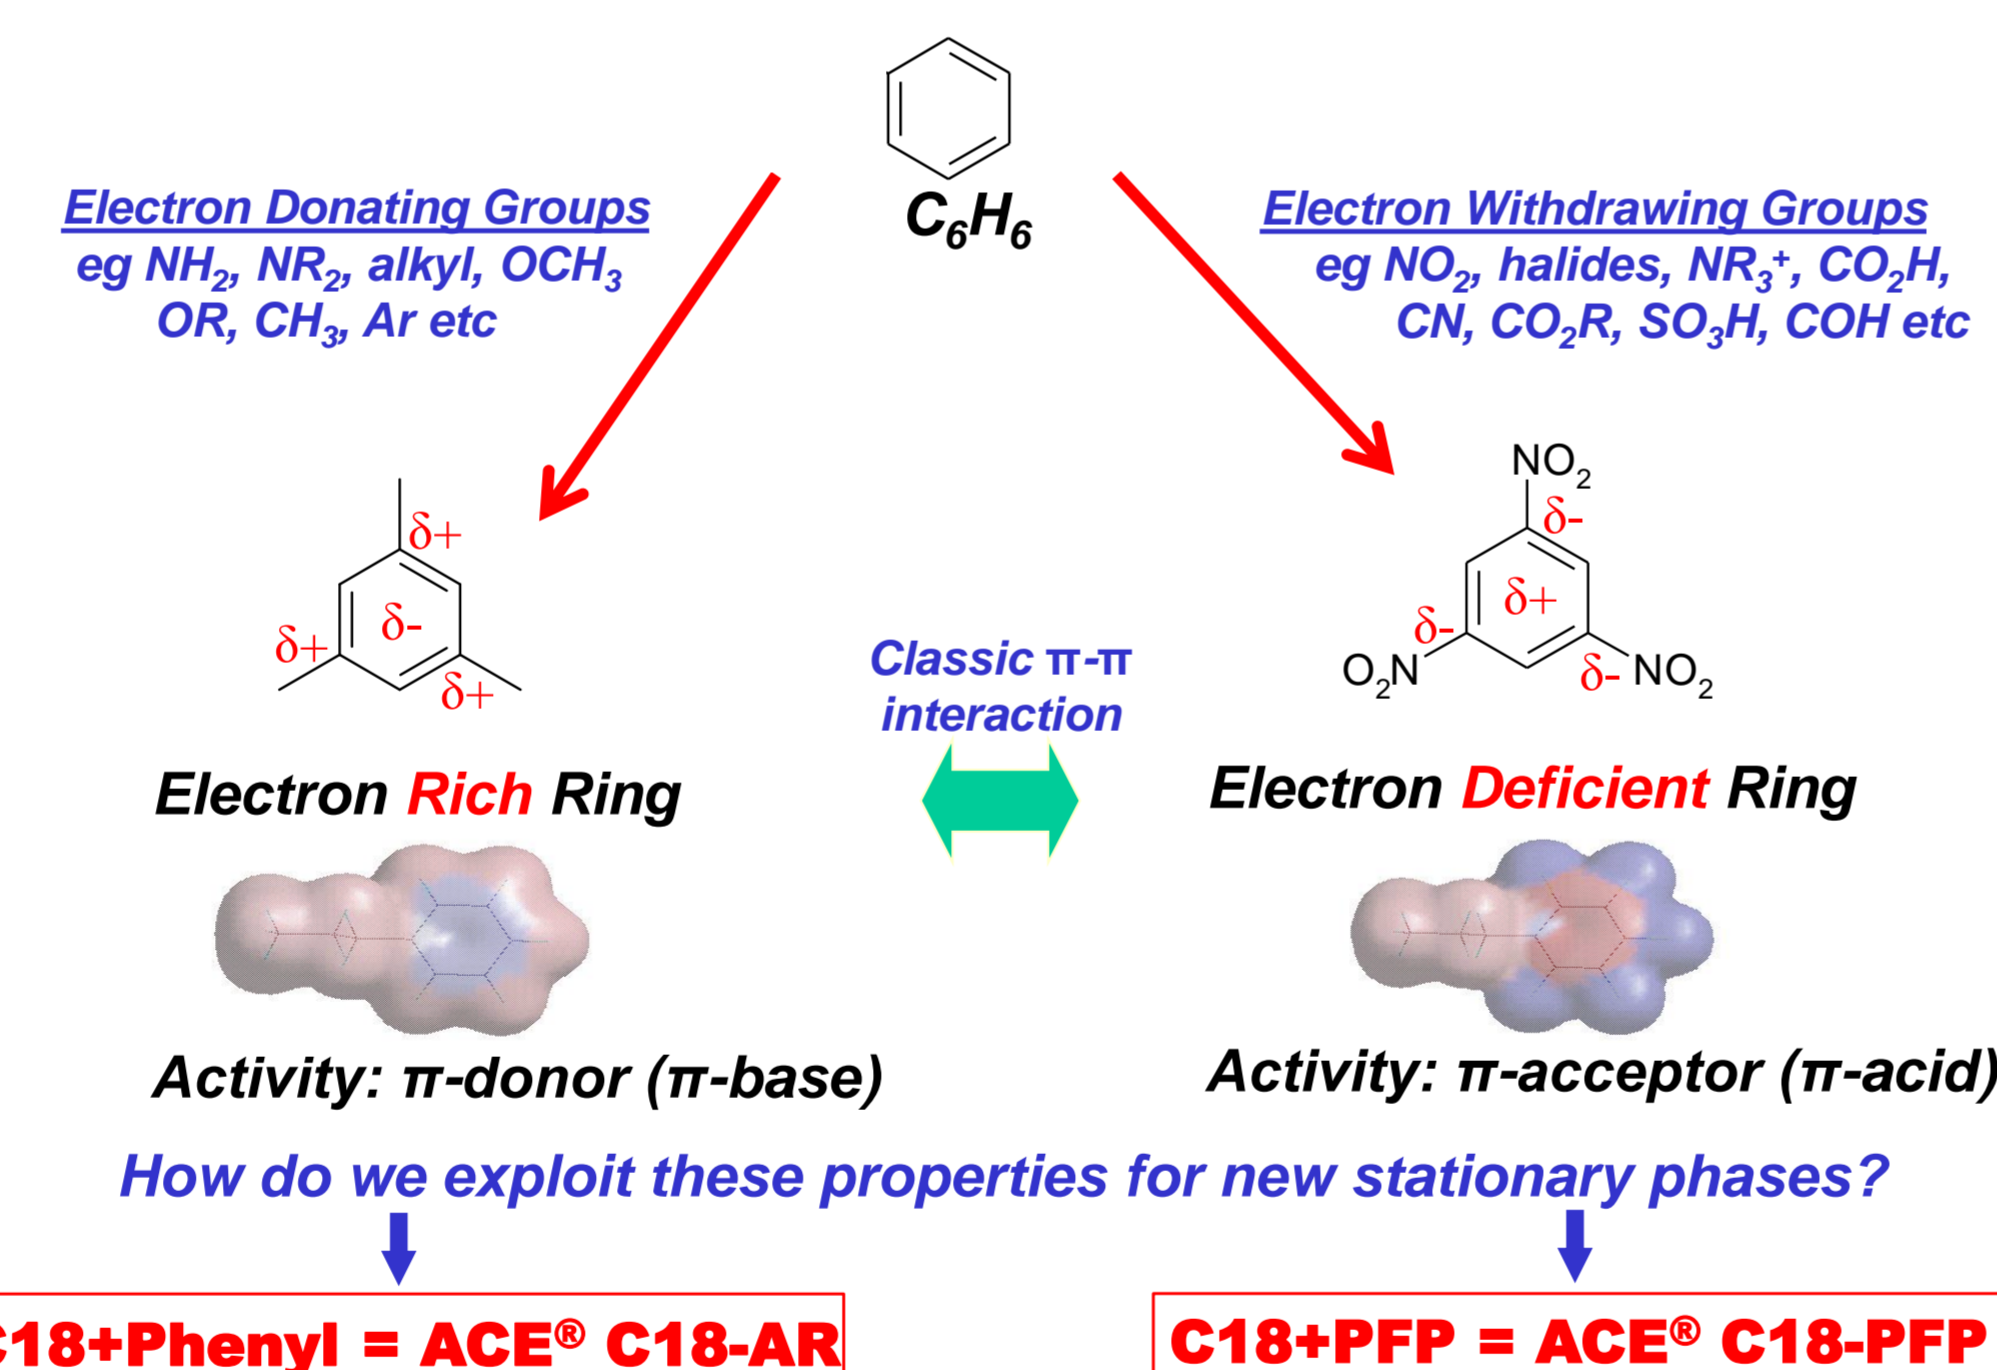 C₆H₆
Electron Donating Groups
eg NH₂, NR₂, alkyl, OCH₃
OR, CH₃, Ar etc
Electron Withdrawing Groups
eg NO₂, halides, NR₃⁺, CO₂H,
CN, CO₂R, SO₃H, COH etc
δ+
δ-
δ+
δ+
NO₂
δ-
δ+
δ-
O₂N
δ-
NO₂
Classic π-π
interaction
Electron Rich Ring
Electron Deficient Ring
Activity: π-donor (π-base)
Activity: π-acceptor (π-acid)
How do we exploit these properties for new stationary phases?
C18+Phenyl = ACE® C18-AR
C18+PFP = ACE® C18-PFP